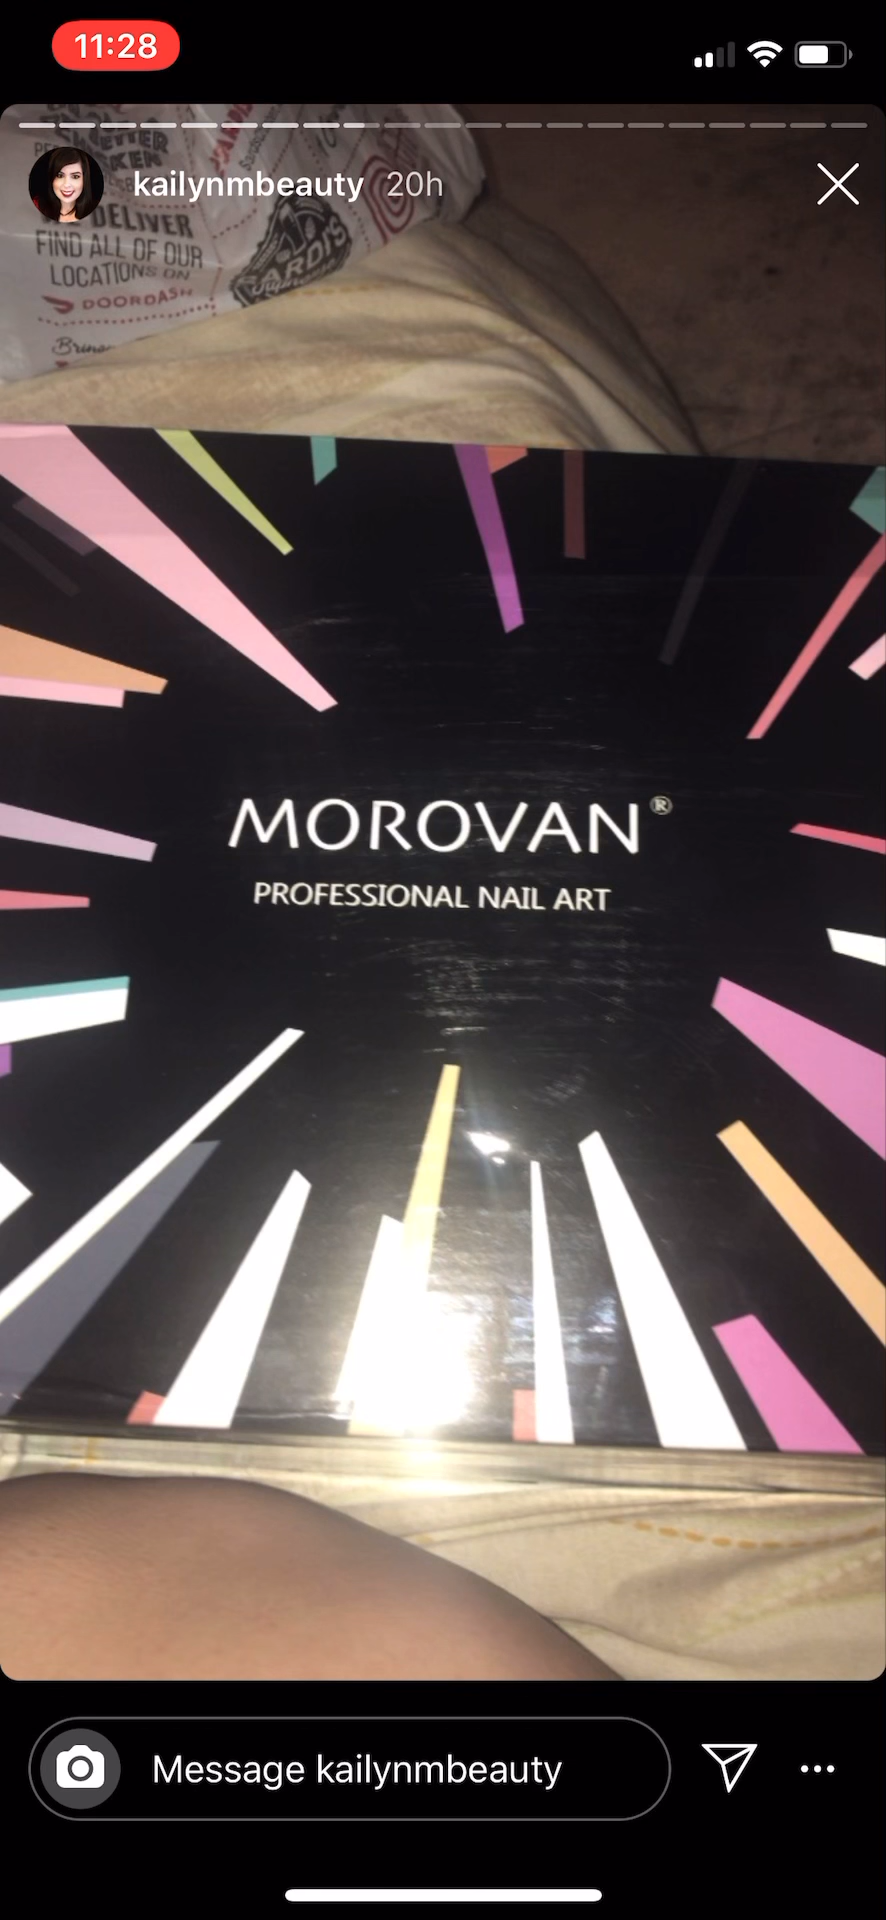 11:28
kailynmbeauty 20h
DELIVER
FIND ALL OF OUR
LOCATIONS ON
DOORDASH
MOROVAN®
PROFESSIONAL NAIL ART
Message kailynmbeauty